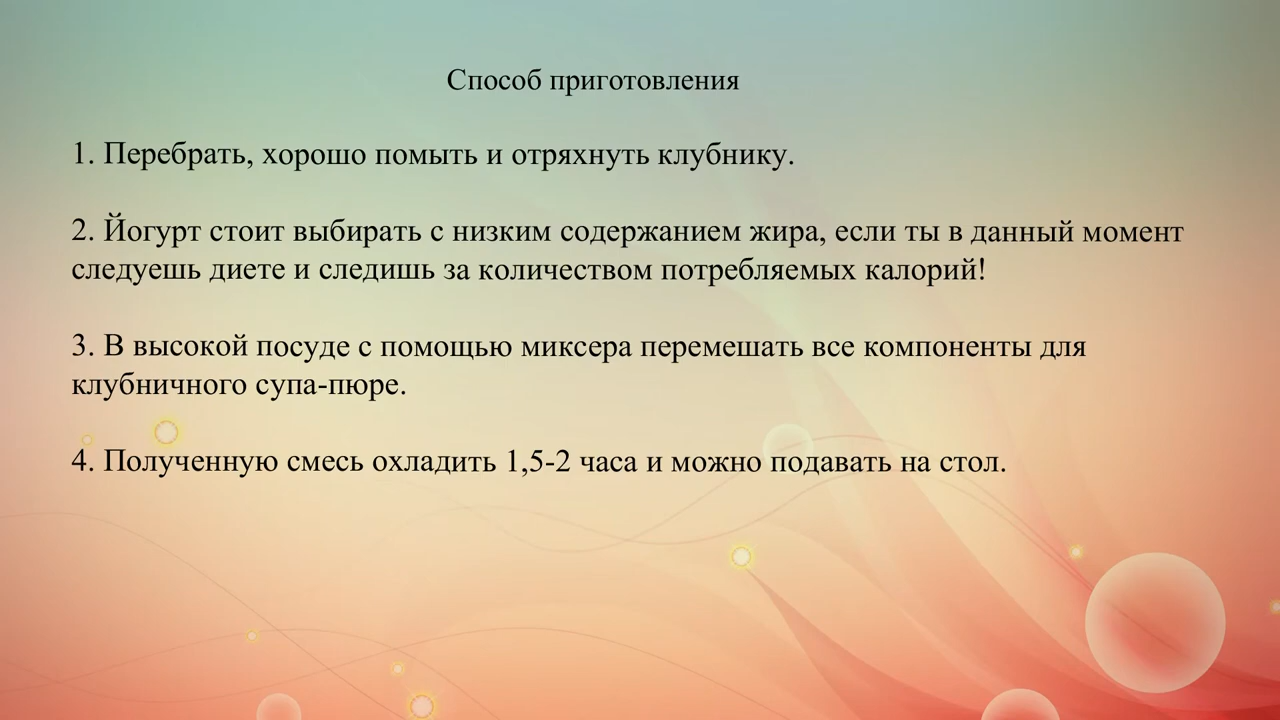 Способ приготовления
1. Перебрать, хорошо помыть и отряхнуть клубнику.
2. Йогурт стоит выбирать с низким содержанием жира, если ты в данный момент
следуешь диете и следишь за количеством потребляемых калорий!
3. В высокой посуде с помощью миксера перемешать все компоненты для
клубничного супа-пюре.
4. Полученную смесь охладить 1,5-2 часа и можно подавать на стол.